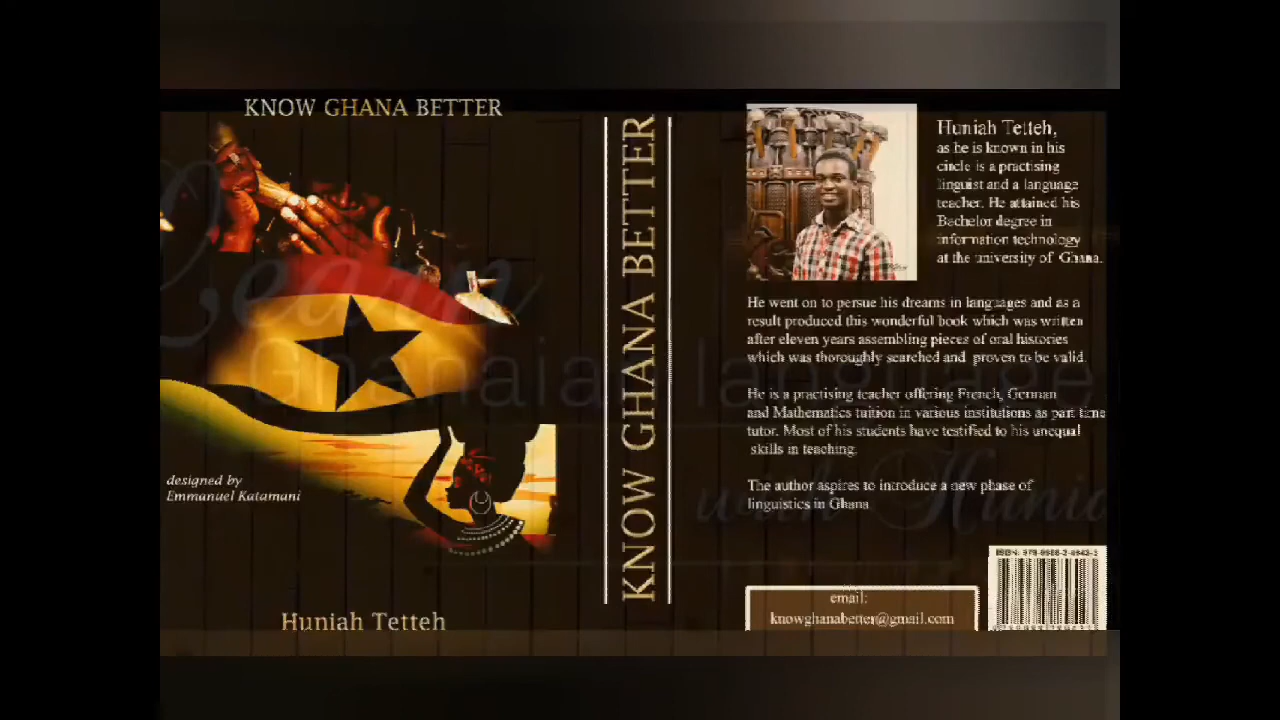 KNOW GHANA BETTER
Learn
Ghanaian language
designed by
Emmanuel Katamani
Huniah Tetteh
KNOW GHANA BETTER
Huniah Tetteh,
as he is known in his
circle is a practising
linguist and a language
teacher. He attained his
Bachelor degree in
information technology
at the university of Ghana.
He went on to persue his dreams in languages and as a
result produced this wonderful book which was written
after eleven years assembling pieces of oral histories
which was thoroughly searched and proven to be valid.
He is a practising teacher offering French, German
and Mathematics tuition in various institutions as part time
tutor. Most of his students have testified to his unequal
skills in teaching.
The author aspires to introduce a new phase of
linguistics in Ghana
with
email:
knowghanabetter@gmail.com